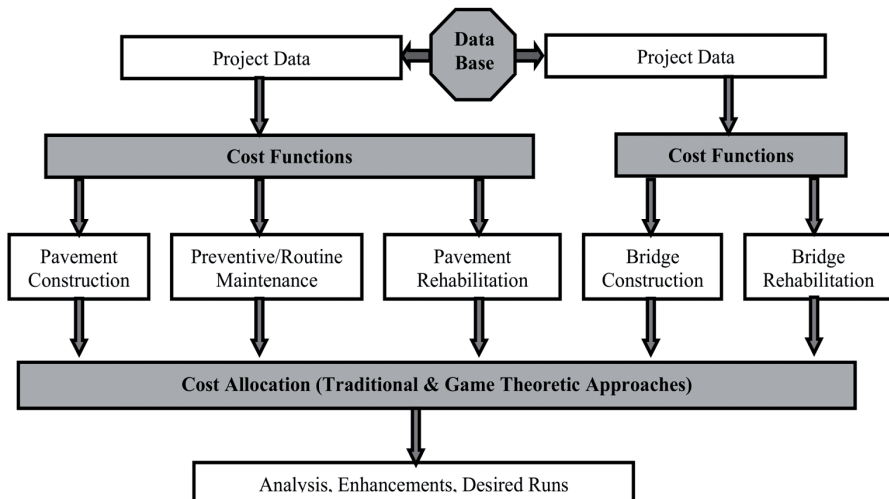 Data
Base
Project Data
Project Data
Cost Functions
Cost Functions
Pavement
Construction
Preventive/Routine
Maintenance
Pavement
Rehabilitation
Bridge
Construction
Bridge
Rehabilitation
Cost Allocation (Traditional & Game Theoretic Approaches)
Analysis, Enhancements, Desired Runs